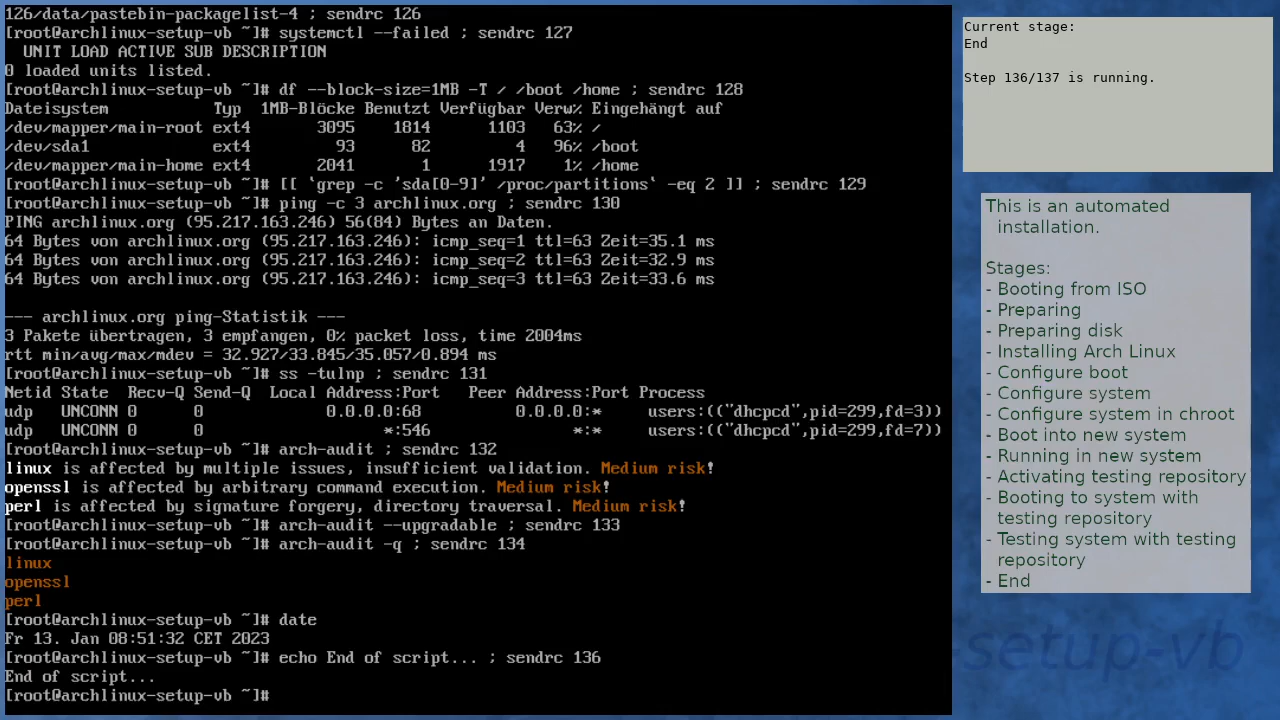 126/data/pastebin-packagelist-4 ; sendrc 126
[root@archlinux-setup-vb ~]# systemctl --failed ; sendrc 127
  UNIT LOAD ACTIVE SUB DESCRIPTION
0 loaded units listed.
[root@archlinux-setup-vb ~]# df --block-size=1MB -T / /boot /home ; sendrc 128
Dateisystem           Typ  1MB-Blöcke Benutzt Verfügbar Verw% Eingehängt auf
/dev/mapper/main-root ext4       3095    1814      1103   63% /
/dev/sda1             ext4         93      82         4   96% /boot
/dev/mapper/main-home ext4       2041       1      1917    1% /home
[root@archlinux-setup-vb ~]# [[ `grep -c 'sda[0-9]' /proc/partitions` -eq 2 ]] ; sendrc 129
[root@archlinux-setup-vb ~]# ping -c 3 archlinux.org ; sendrc 130
PING archlinux.org (95.217.163.246) 56(84) Bytes an Daten.
64 Bytes von archlinux.org (95.217.163.246): icmp_seq=1 ttl=63 Zeit=35.1 ms
64 Bytes von archlinux.org (95.217.163.246): icmp_seq=2 ttl=63 Zeit=32.9 ms
64 Bytes von archlinux.org (95.217.163.246): icmp_seq=3 ttl=63 Zeit=33.6 ms
--- archlinux.org ping-Statistik ---
3 Pakete übertragen, 3 empfangen, 0% packet loss, time 2004ms
rtt min/avg/max/mdev = 32.927/33.845/35.057/0.894 ms
[root@archlinux-setup-vb ~]# ss -tulnp ; sendrc 131
Netid State  Recv-Q Send-Q  Local Address:Port   Peer Address:Port Process
udp   UNCONN 0      0             0.0.0.0:68          0.0.0.0:*     users:(("dhcpcd",pid=299,fd=3))
udp   UNCONN 0      0                   *:546               *:*     users:(("dhcpcd",pid=299,fd=7))
[root@archlinux-setup-vb ~]# arch-audit ; sendrc 132
linux is affected by multiple issues, insufficient validation. Medium risk!
openssl is affected by arbitrary command execution. Medium risk!
perl is affected by signature forgery, directory traversal. Medium risk!
[root@archlinux-setup-vb ~]# arch-audit --upgradable ; sendrc 133
[root@archlinux-setup-vb ~]# arch-audit -q ; sendrc 134
linux
openssl
perl
[root@archlinux-setup-vb ~]# date
Fr 13. Jan 08:51:32 CET 2023
[root@archlinux-setup-vb ~]# echo End of script... ; sendrc 136
End of script...
[root@archlinux-setup-vb ~]#
Current stage:
End
Step 136/137 is running.
This is an automated
installation.
Stages:
- Booting from ISO
- Preparing
- Preparing disk
- Installing Arch Linux
- Configure boot
- Configure system
- Configure system in chroot
- Boot into new system
- Running in new system
- Activating testing repository
- Booting to system with
testing repository
- Testing system with testing
repository
- End
-setup-vb